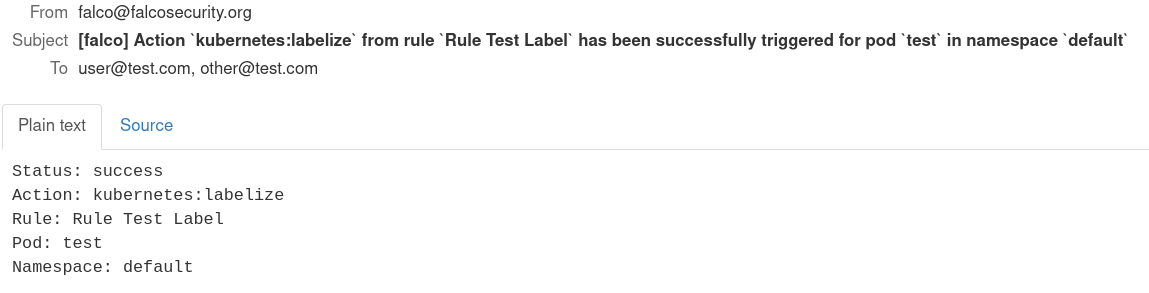 From falco@falcosecurity.org
Subject [falco] Action `kubernetes:labelize` from rule `Rule Test Label` has been successfully triggered for pod `test` in namespace `default`
To user@test.com, other@test.com
Plain text Source
Status: success
Action: kubernetes:labelize
Rule: Rule Test Label
Pod: test
Namespace: default